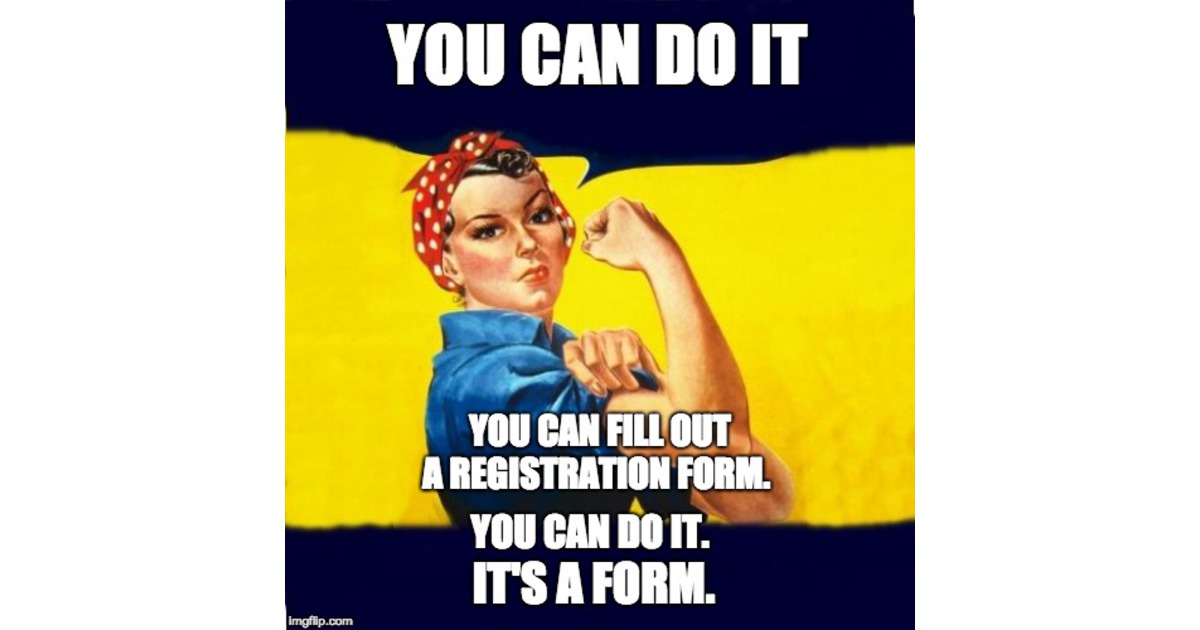 YOU CAN DO IT
YOU CAN FILL OUT
A REGISTRATION FORM.
YOU CAN DO IT.
IT'S A FORM.
imgflip.com